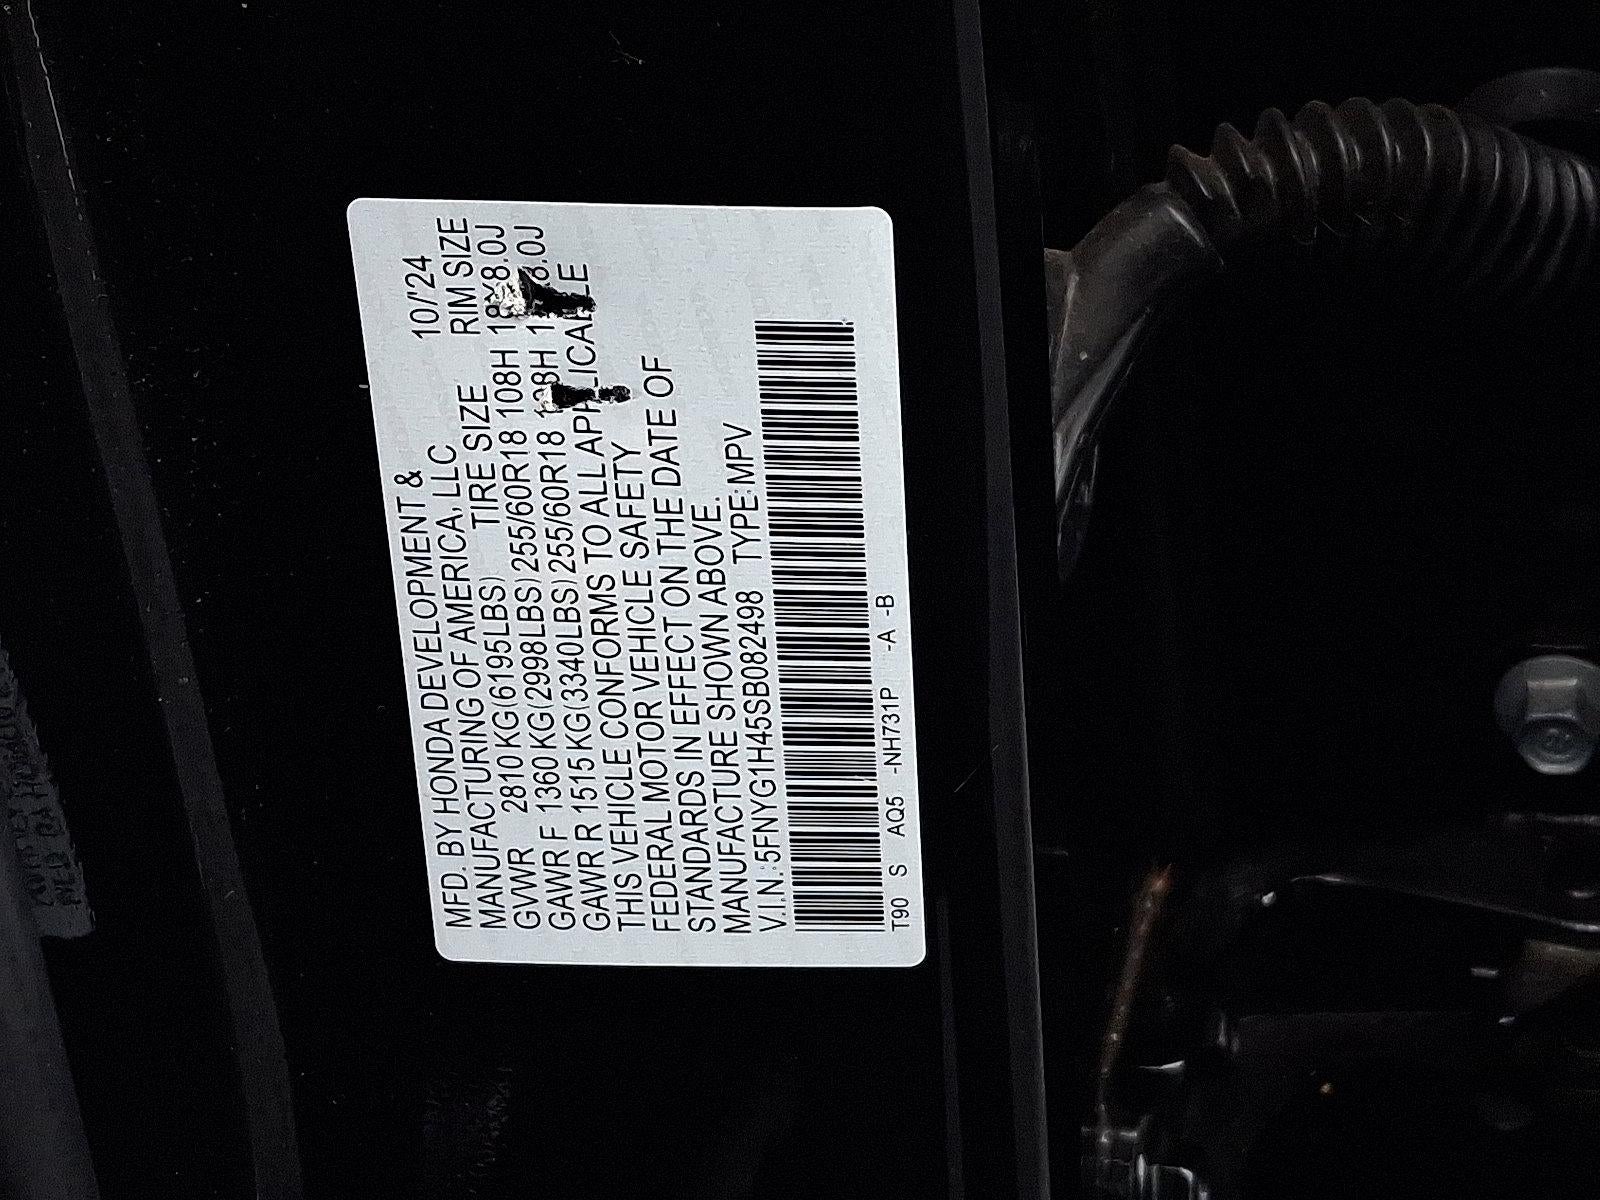 MFD. BY HONDA DEVELOPMENT & 10/'24
MANUFACTURING OF AMERICA, LLC
TIRE SIZE RIM SIZE
GVWR 2810 KG(6195LBS)
GAWR F 1360 KG(2998LBS) 255/60R18 108H
GAWR R 1515 KG(3340LBS) 255/60R18
THIS VEHICLE CONFORMS TO ALL APPLICABLE
FEDERAL MOTOR VEHICLE SAFETY
STANDARDS IN EFFECT ON THE DATE OF
MANUFACTURE SHOWN ABOVE.
V.I.N.: 5FNYG1H45SB082498 TYPE:MPV
T90 S AQ5 -NH731P -A -B